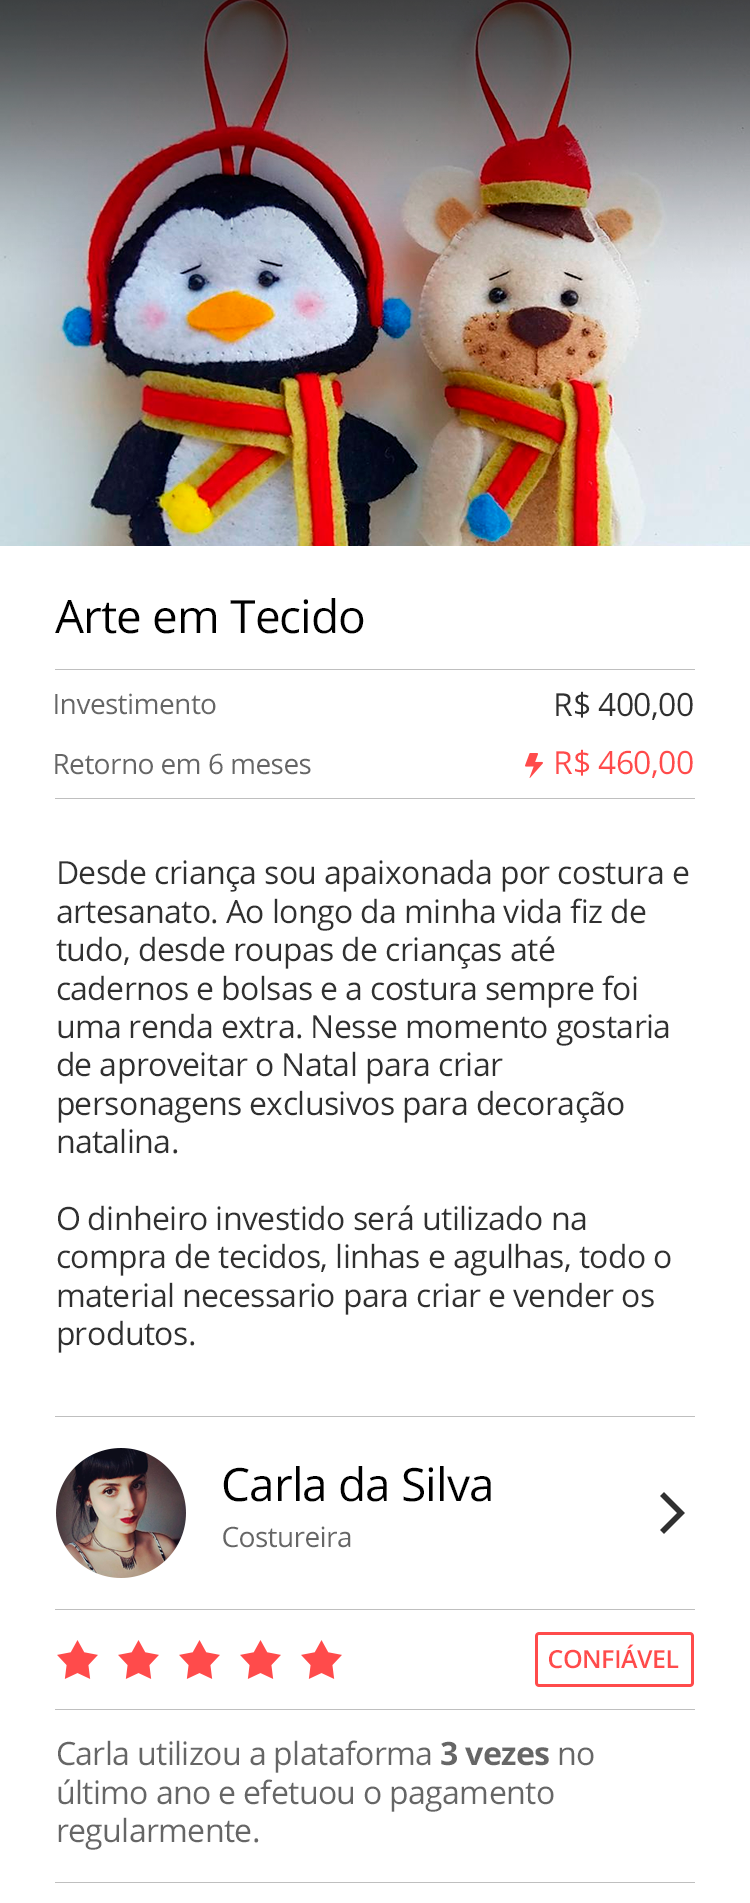 Arte em Tecido
Investimento R$ 400,00
Retorno em 6 meses R$ 460,00
Desde criança sou apaixonada por costura e
artesanato. Ao longo da minha vida fiz de
tudo, desde roupas de crianças até
cadernos e bolsas e a costura sempre foi
uma renda extra. Nesse momento gostaria
de aproveitar o Natal para criar
personagens exclusivos para decoração
natalina.
O dinheiro investido será utilizado na
compra de tecidos, linhas e agulhas, todo o
material necessario para criar e vender os
produtos.
Carla da Silva
Costureira
CONFIÁVEL
Carla utilizou a plataforma 3 vezes no
último ano e efetuou o pagamento
regularmente.